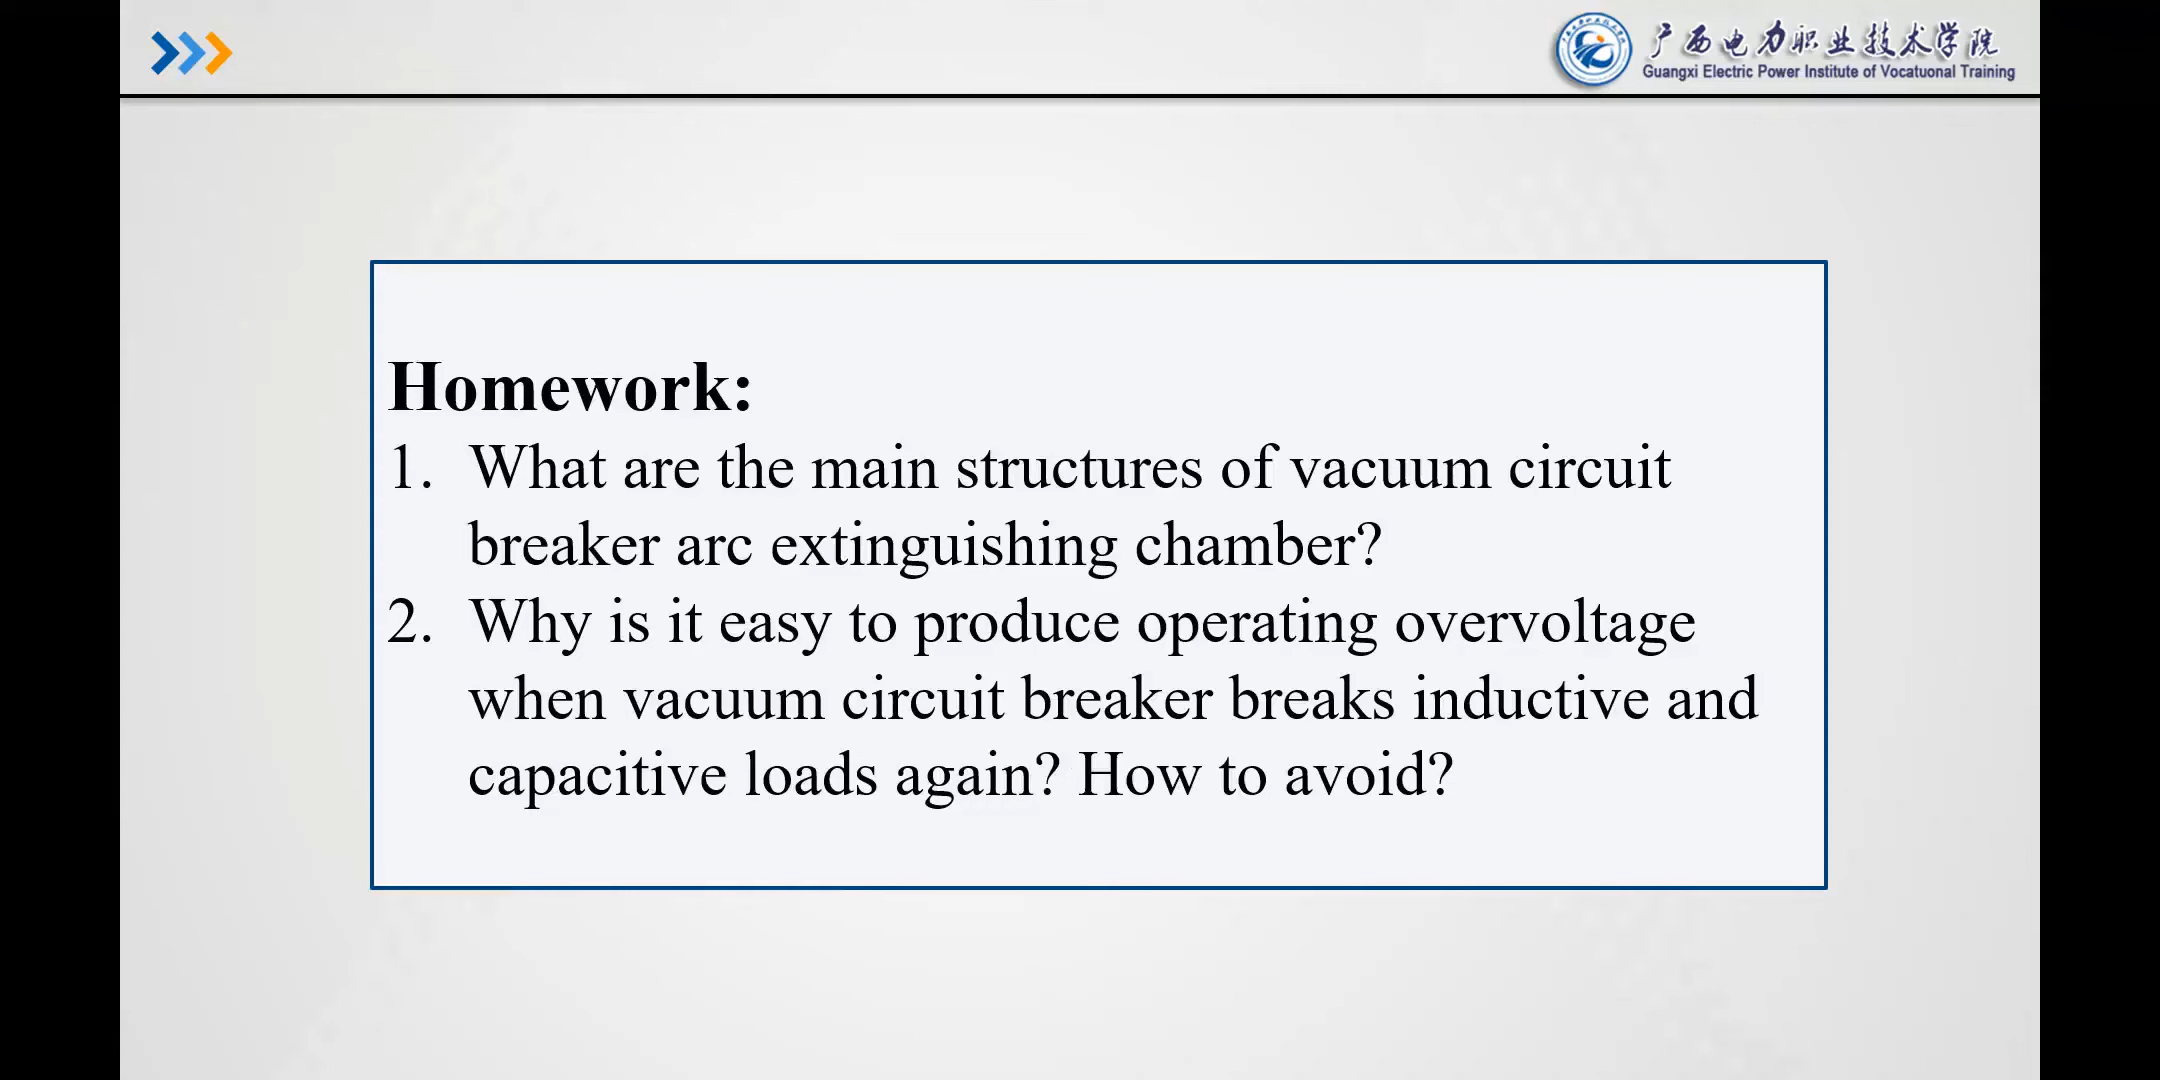 广西电力职业技术学院
Guangxi Electric Power Institute of Vocatuonal Training
Homework:
1. What are the main structures of vacuum circuit
breaker arc extinguishing chamber?
2. Why is it easy to produce operating overvoltage
when vacuum circuit breaker breaks inductive and
capacitive loads again? How to avoid?